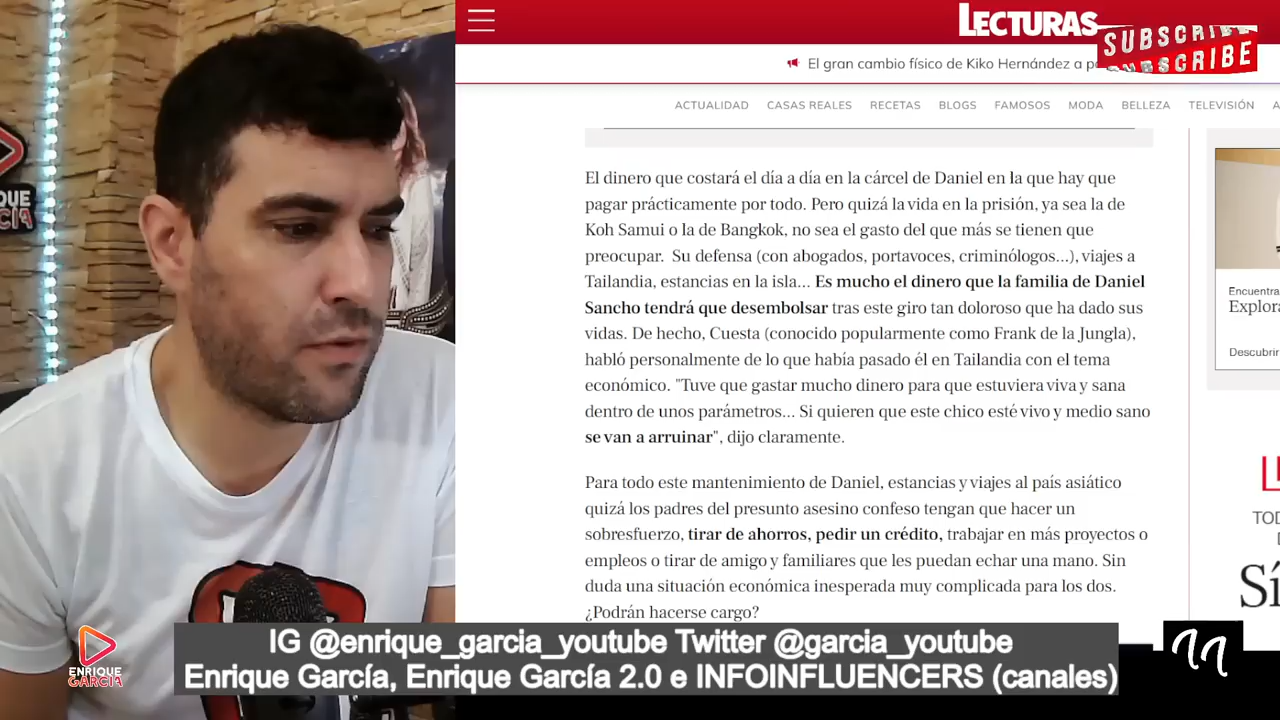 LECTURAS
SUBSCRIBE
SUBSCRIBE
El gran cambio físico de Kiko Hernández a
ACTUALIDAD CASAS REALES RECETAS BLOGS FAMOSOS MODA BELLEZA TELEVISIÓN A
El dinero que costará el día a día en la cárcel de Daniel en la que hay que
pagar prácticamente por todo. Pero quizá la vida en la prisión, ya sea la de
Koh Samui o la de Bangkok, no sea el gasto del que más se tienen que
preocupar. Su defensa (con abogados, portavoces, criminólogos...), viajes a
Tailandia, estancias en la isla... Es mucho el dinero que la familia de Daniel
Sancho tendrá que desembolsar tras este giro tan doloroso que ha dado sus
vidas. De hecho, Cuesta (conocido popularmente como Frank de la Jungla),
habló personalmente de lo que había pasado él en Tailandia con el tema
económico. "Tuve que gastar mucho dinero para que estuviera viva y sana
dentro de unos parámetros... Si quieren que este chico esté vivo y medio sano
se van a arruinar", dijo claramente.
Para todo este mantenimiento de Daniel, estancias y viajes al país asiático
quizá los padres del presunto asesino confeso tengan que hacer un
sobresfuerzo, tirar de ahorros, pedir un crédito, trabajar en más proyectos o
empleos o tirar de amigo y familiares que les puedan echar una mano. Sin
duda una situación económica inesperada muy complicada para los dos.
¿Podrán hacerse cargo?
Encuentra
Explora
Descubrir
LE
TOD
D
Sí
QUE
GARCÍA
ENRIQUE
GARCÍA
IG @enrique_garcia_youtube Twitter @garcia_youtube
Enrique García, Enrique García 2.0 e INFOINFLUENCERS (canales)